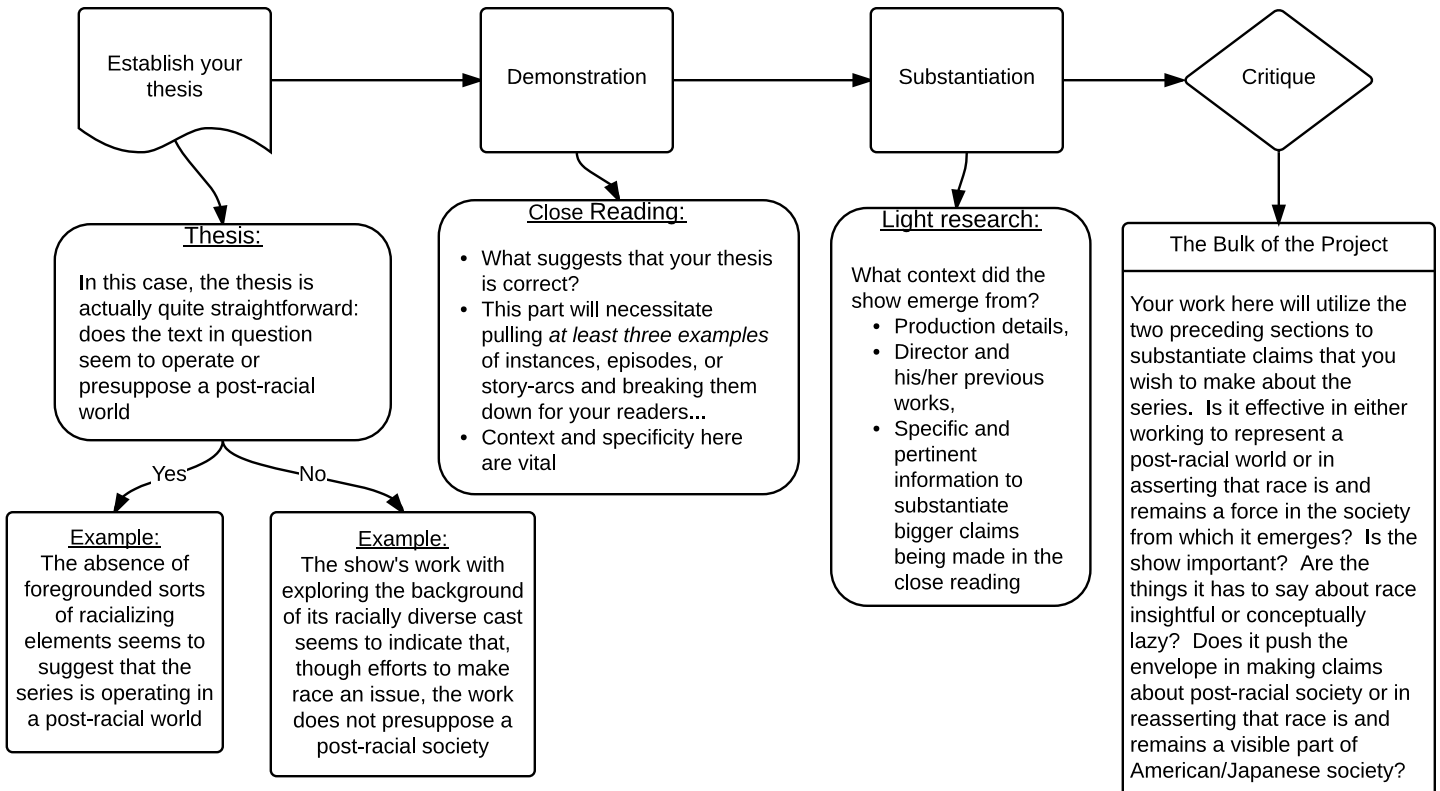 Establish your
thesis
Demonstration
Substantiation
Critique
Thesis:
In this case, the thesis is
actually quite straightforward:
does the text in question
seem to operate or
presuppose a post-racial
world
Yes
No
Example:
The absence of
foregrounded sorts
of racializing
elements seems to
suggest that the
series is operating in
a post-racial world
Example:
The show's work with
exploring the background
of its racially diverse cast
seems to indicate that,
though efforts to make
race an issue, the work
does not presuppose a
post-racial society
Close Reading:
• What suggests that your thesis
is correct?
• This part will necessitate
pulling at least three examples
of instances, episodes, or
story-arcs and breaking them
down for your readers...
• Context and specificity here
are vital
Light research:
What context did the
show emerge from?
• Production details,
• Director and
his/her previous
works,
• Specific and
pertinent
information to
substantiate
bigger claims
being made in the
close reading
The Bulk of the Project
Your work here will utilize the
two preceding sections to
substantiate claims that you
wish to make about the
series. Is it effective in either
working to represent a
post-racial world or in
asserting that race is and
remains a force in the society
from which it emerges? Is the
show important? Are the
things it has to say about race
insightful or conceptually
lazy? Does it push the
envelope in making claims
about post-racial society or in
reasserting that race is and
remains a visible part of
American/Japanese society?